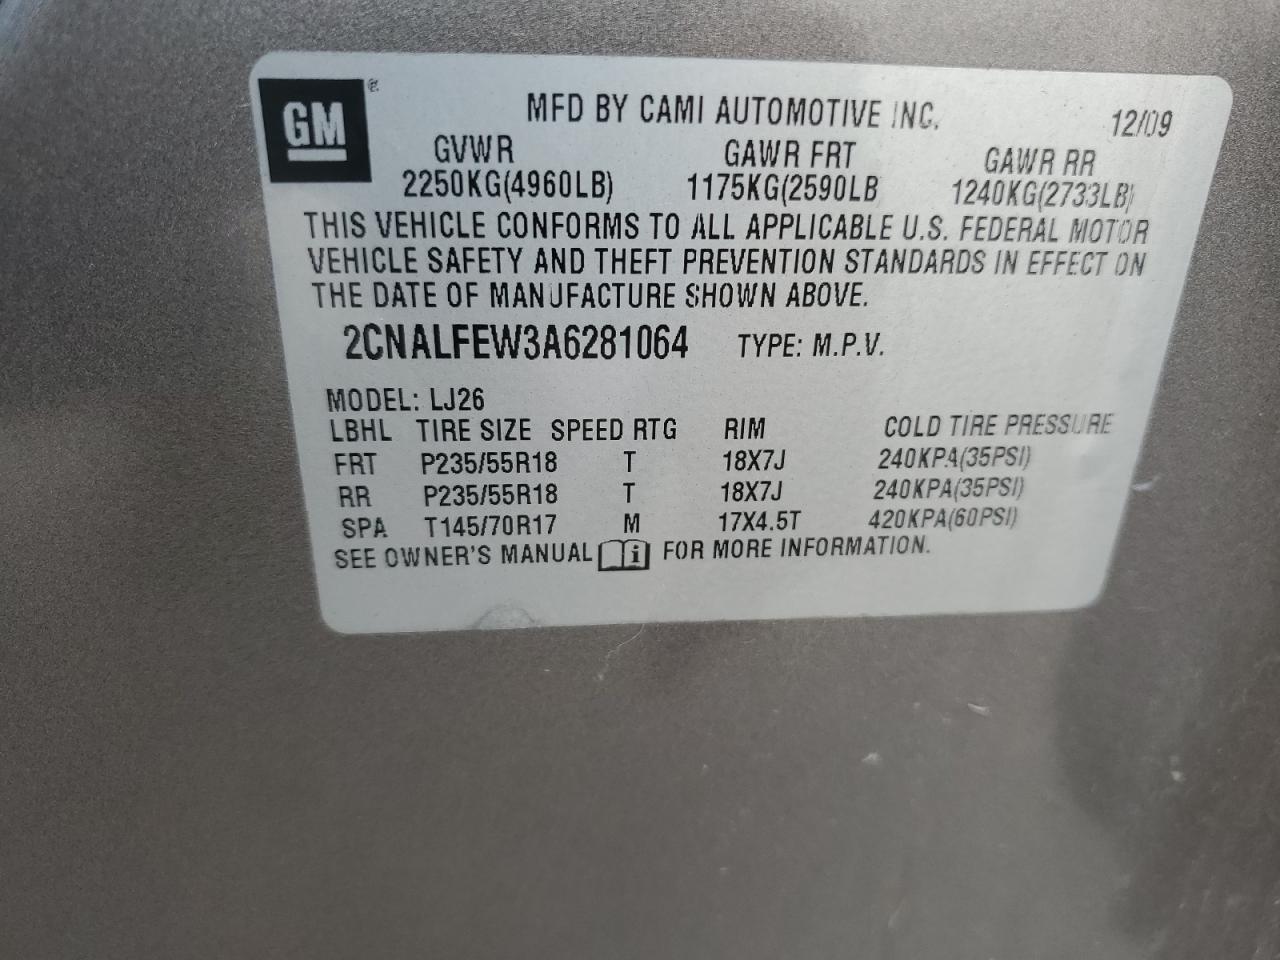 GM ®
MFD BY CAMI AUTOMOTIVE INC. 12/09
GVWR GAWR FRT GAWR RR
2250KG(4960LB) 1175KG(2590LB 1240KG(2733LB)
THIS VEHICLE CONFORMS TO ALL APPLICABLE U.S. FEDERAL MOTOR
VEHICLE SAFETY AND THEFT PREVENTION STANDARDS IN EFFECT ON
THE DATE OF MANUFACTURE SHOWN ABOVE.
2CNALFEW3A6281064 TYPE: M.P.V.
MODEL: LJ26
LBHL TIRE SIZE SPEED RTG RIM COLD TIRE PRESSURE
FRT P235/55R18 T 18X7J 240KPA(35PSI)
RR P235/55R18 T 18X7J 240KPA(35PSI)
SPA T145/70R17 M 17X4.5T 420KPA(60PSI)
SEE OWNER'S MANUAL i FOR MORE INFORMATION.